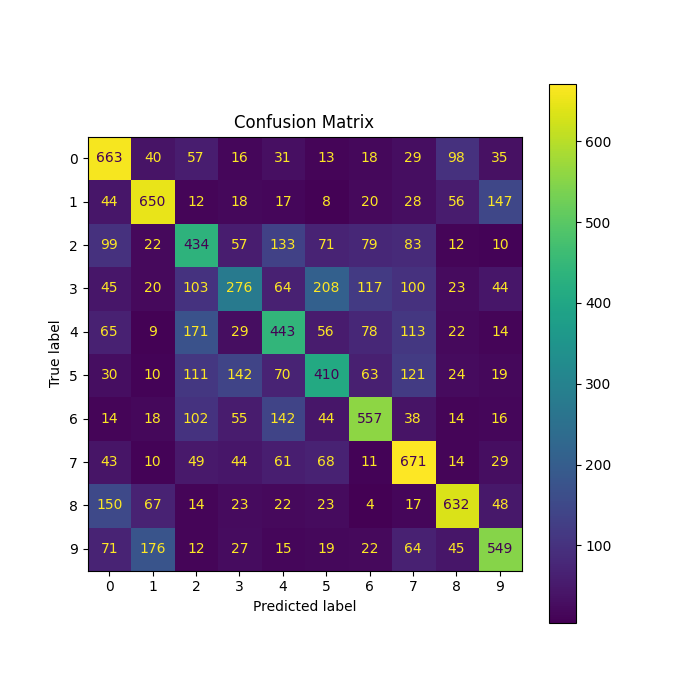 Confusion Matrix
0 663 40 57 16 31 13 18 29 98 35
1 44 650 12 18 17 8 20 28 56 147
2 99 22 434 57 133 71 79 83 12 10
3 45 20 103 276 64 208 117 100 23 44
4 65 9 171 29 443 56 78 113 22 14
5 30 10 111 142 70 410 63 121 24 19
6 14 18 102 55 142 44 557 38 14 16
7 43 10 49 44 61 68 11 671 14 29
8 150 67 14 23 22 23 4 17 632 48
9 71 176 12 27 15 19 22 64 45 549
0 1 2 3 4 5 6 7 8 9
Predicted label
True label
600
500
400
300
200
100